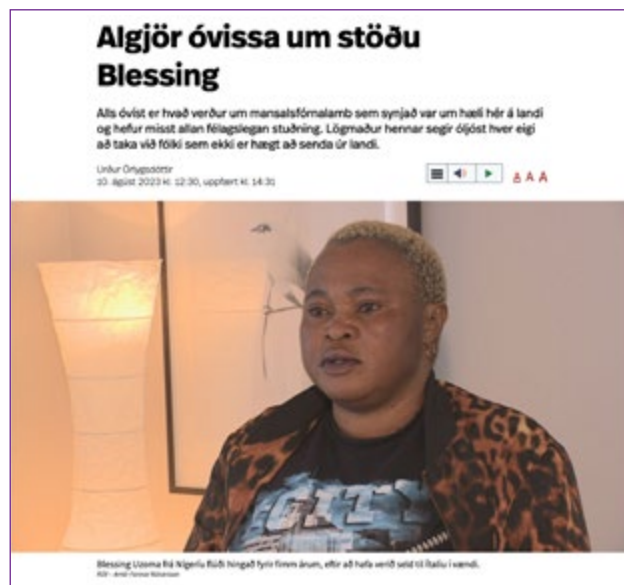 Algjör óvissa um stöðu
Blessing
Alls óvíst er hvað verður um mansalsfórnalamb sem synjað var um hæli hér á landi
og hefur misst allan félagslegan stuðning. Lögmaður hennar segir óljóst hver eigi
að taka við fólki sem ekki er hægt að senda úr landi.
Urður Örlygsdóttir
10. ágúst 2023 kl. 12:30, uppfært kl. 14:31
A A A
CITY
Blessing Uzoma frá Nígeríu flúði hingað fyrir fimm árum, eftir að hafa verið seld til Ítalíu í vændi.
RÚV –